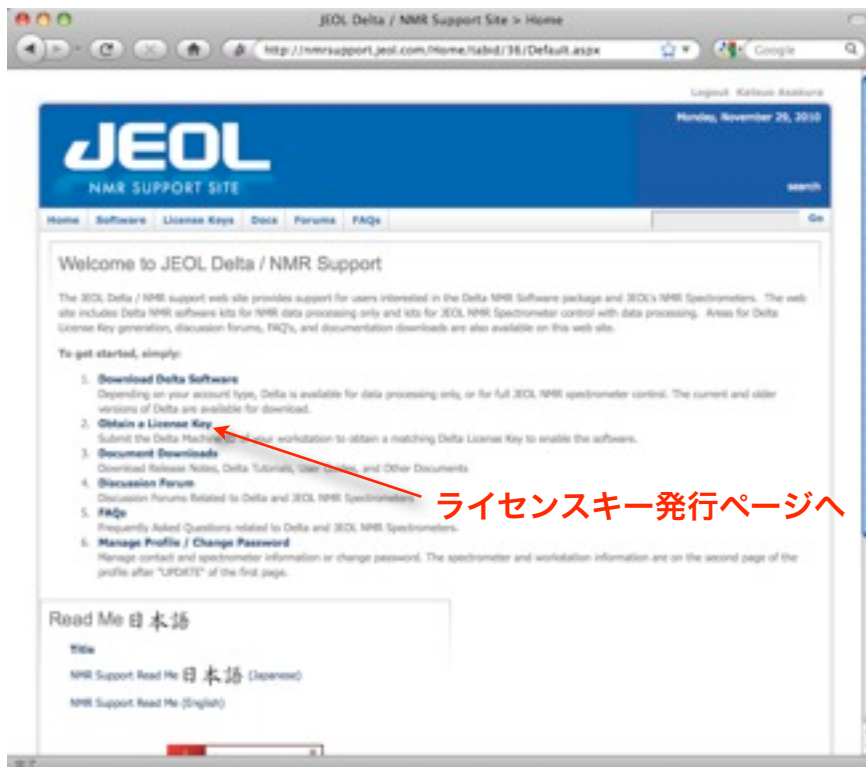 JEOL Delta / NMR Support Site > Home
http://nmrsupport.jeol.com/Home/tabid/36/Default.aspx
Google
Logout Katsuo Asakura
Monday, November 29, 2010
JEOL
NMR SUPPORT SITE
search
Home Software License Keys Docs Forums FAQs
Go
Welcome to JEOL Delta / NMR Support
The JEOL Delta / NMR support web site provides support for users interested in the Delta NMR Software package and JEOL's NMR Spectrometers. The web
site includes Delta NMR software kits for NMR data processing only and kits for JEOL NMR Spectrometer control with data processing. Areas for Delta
License Key generation, discussion forums, FAQ's, and documentation downloads are also available on this web site.
To get started, simply:
1. Download Delta Software
Depending on your account type, Delta is available for data processing only, or for full JEOL NMR spectrometer control. The current and older
versions of Delta are available for download.
2. Obtain a License Key
Submit the Delta Machine of your workstation to obtain a matching Delta License Key to enable the software.
3. Document Downloads
Download Release Notes, Delta Tutorials, User Guides, and Other Documents
4. Discussion Forum
Discussion Forums Related to Delta and JEOL NMR Spectrometers
ライセンスキー発行ページへ
5. FAQs
Frequently Asked Questions related to Delta and JEOL NMR Spectrometers.
6. Manage Profile / Change Password
Manage contact and spectrometer information or change password. The spectrometer and workstation information are on the second page of the
profile after "UPDATE" of the first page.
Read Me 日本語
Title
NMR Support Read Me 日本語 (Japanese)
NMR Support Read Me (English)
完了